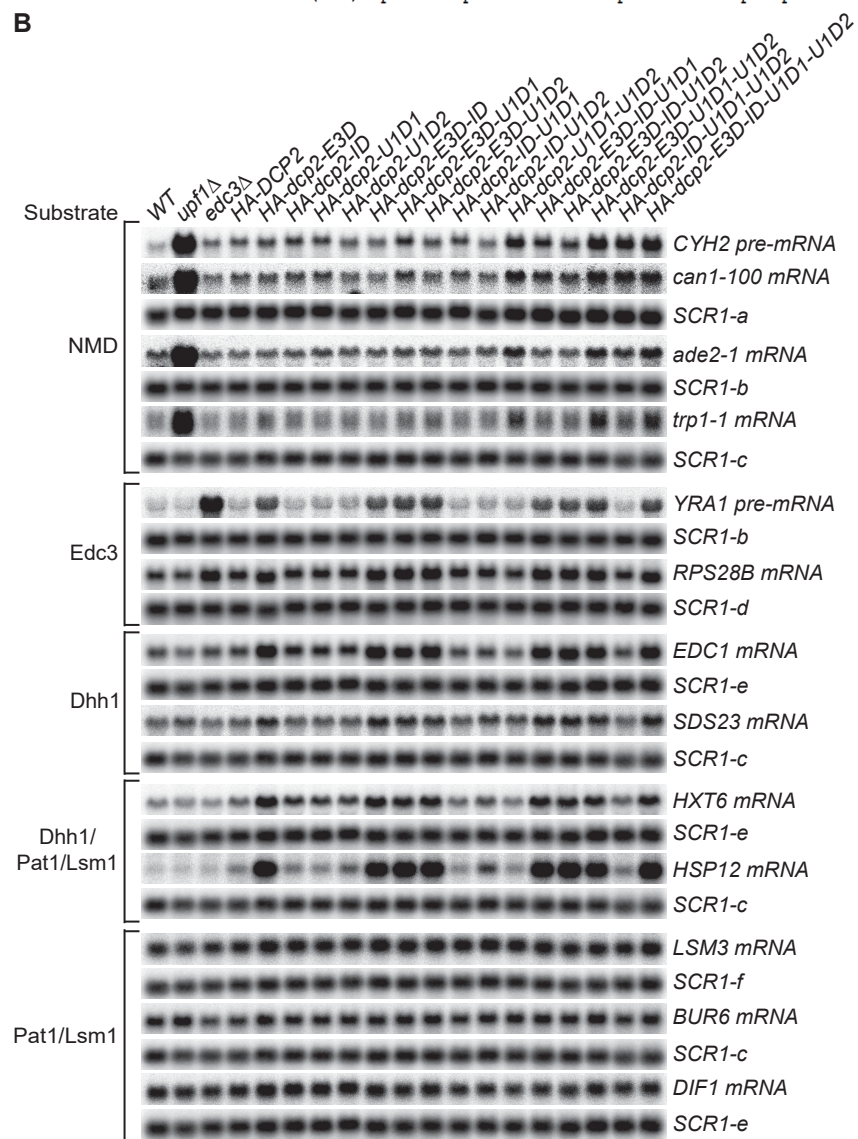 B
WT
upf1Δ
edc3Δ
HA-DCP2
HA-dcp2-E3D
HA-dcp2-ID
HA-dcp2-U1D1
HA-dcp2-U1D2
HA-dcp2-E3D-ID
HA-dcp2-E3D-U1D1
HA-dcp2-E3D-U1D2
HA-dcp2-ID-U1D1
HA-dcp2-ID-U1D2
HA-dcp2-U1D1-U1D2
HA-dcp2-E3D-ID-U1D1
HA-dcp2-E3D-ID-U1D2
HA-dcp2-E3D-U1D1-U1D2
HA-dcp2-ID-U1D1-U1D2
HA-dcp2-E3D-ID-U1D1-U1D2
Substrate
NMD
CYH2 pre-mRNA
can1-100 mRNA
SCR1-a
ade2-1 mRNA
SCR1-b
trp1-1 mRNA
SCR1-c
Edc3
YRA1 pre-mRNA
SCR1-b
RPS28B mRNA
SCR1-d
Dhh1
EDC1 mRNA
SCR1-e
SDS23 mRNA
SCR1-c
Dhh1/
Pat1/Lsm1
HXT6 mRNA
SCR1-e
HSP12 mRNA
SCR1-c
Pat1/Lsm1
LSM3 mRNA
SCR1-f
BUR6 mRNA
SCR1-c
DIF1 mRNA
SCR1-e